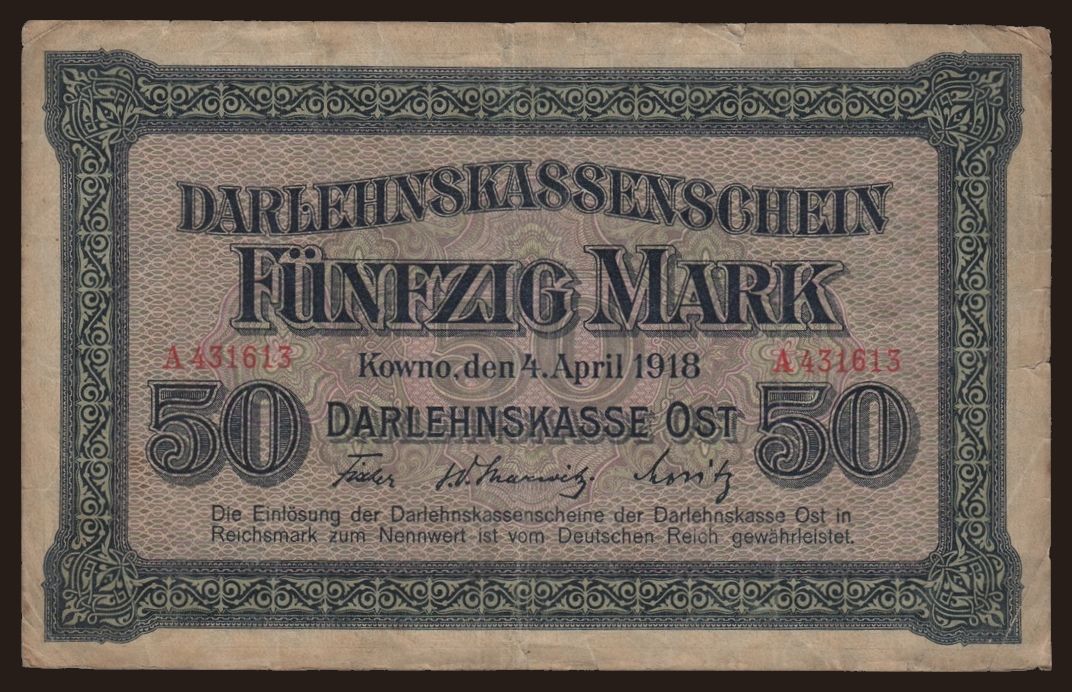 DARLEHNSKASSENSCHEIN
FÜNFZIG MARK
A 431613 A 431613
Kowno, den 4. April 1918
50 DARLEHNSKASSE OST 50
Fischer
Die Einlösung der Darlehnskassenscheine der Darlehnskasse Ost in
Reichsmark zum Nennwert ist vom Deutschen Reich gewährleistet.